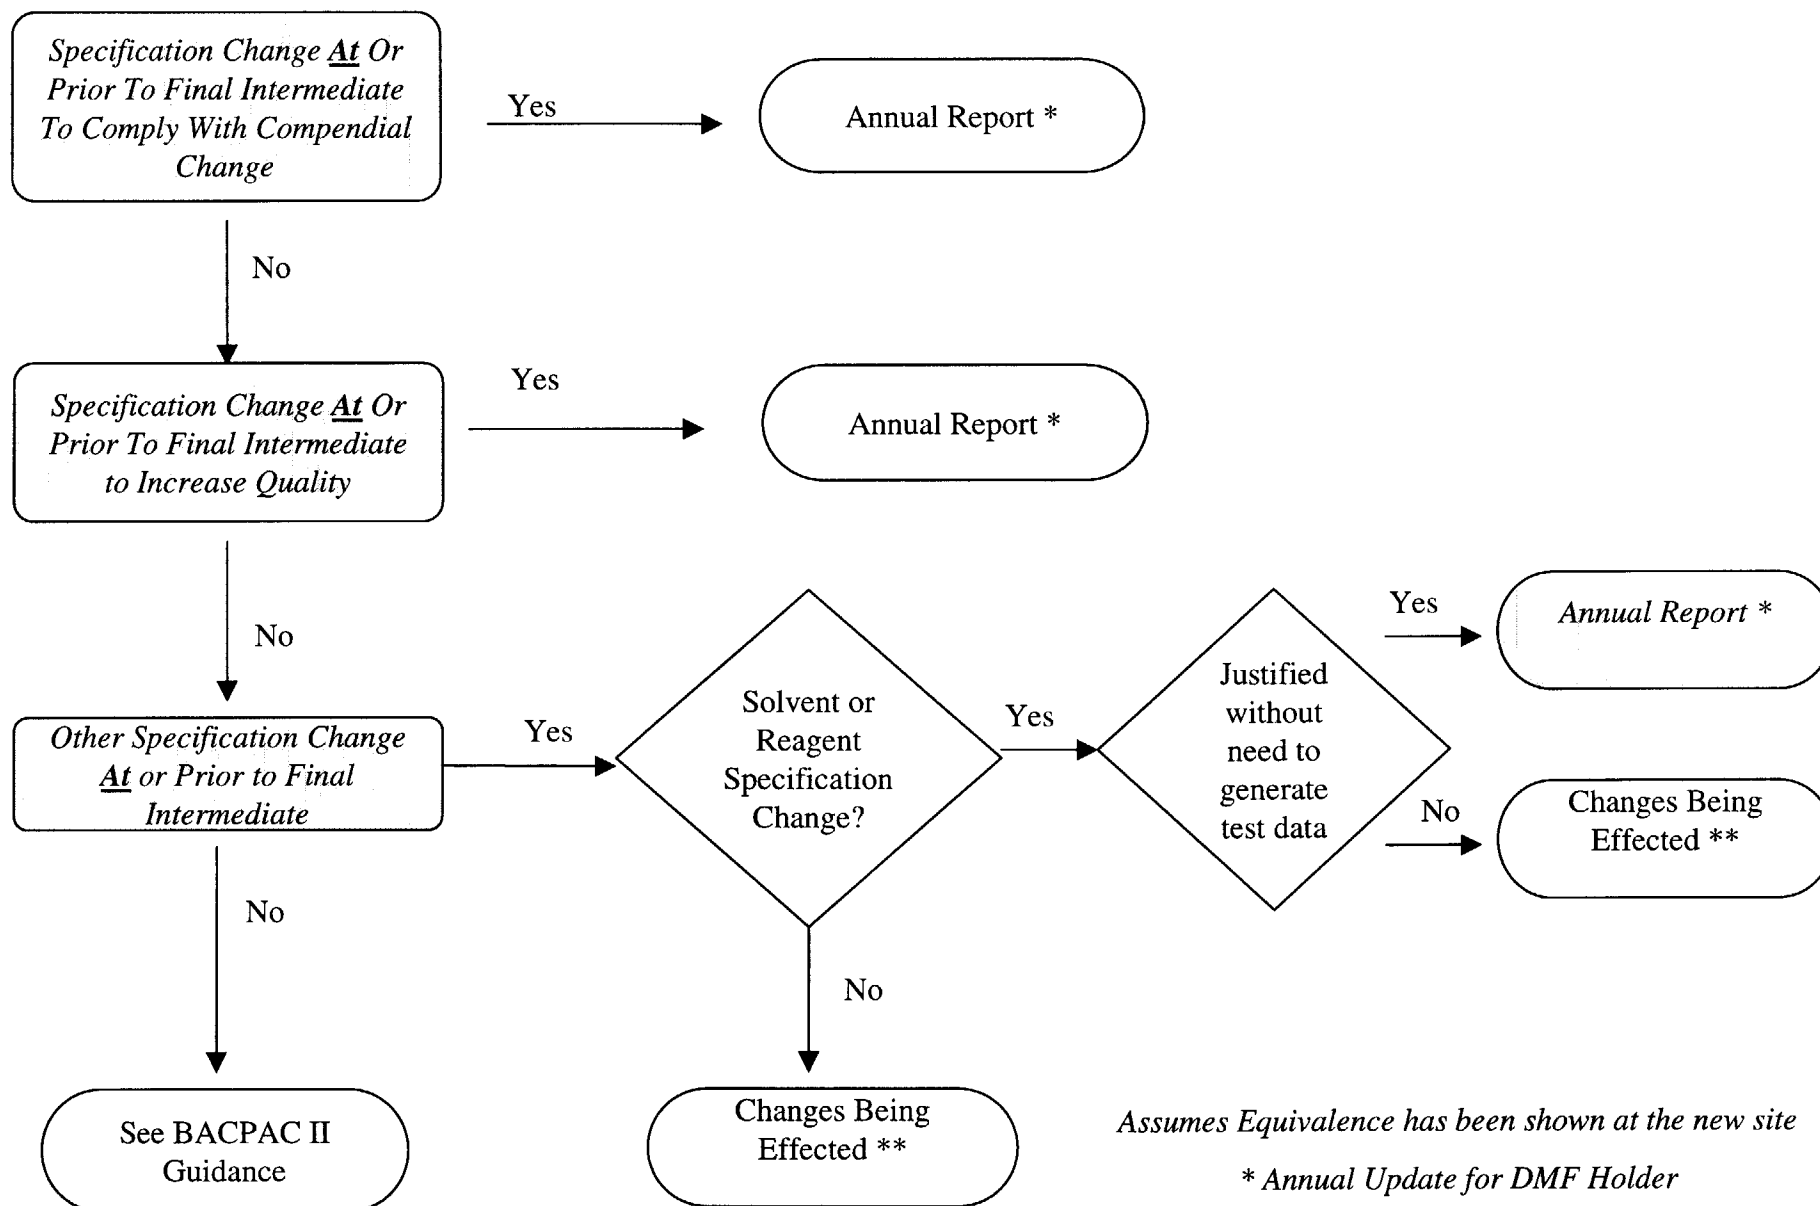 Specification Change At Or
Prior To Final Intermediate
To Comply With Compendial
Change
Yes
Annual Report *
No
Specification Change At Or
Prior To Final Intermediate
to Increase Quality
Yes
Annual Report *
No
Other Specification Change
At or Prior to Final
Intermediate
Yes
Solvent or
Reagent
Specification
Change?
Yes
Justified
without
need to
generate
test data
Yes
Annual Report *
No
Changes Being
Effected **
No
See BACPAC II
Guidance
No
Changes Being
Effected **
Assumes Equivalence has been shown at the new site
* Annual Update for DMF Holder